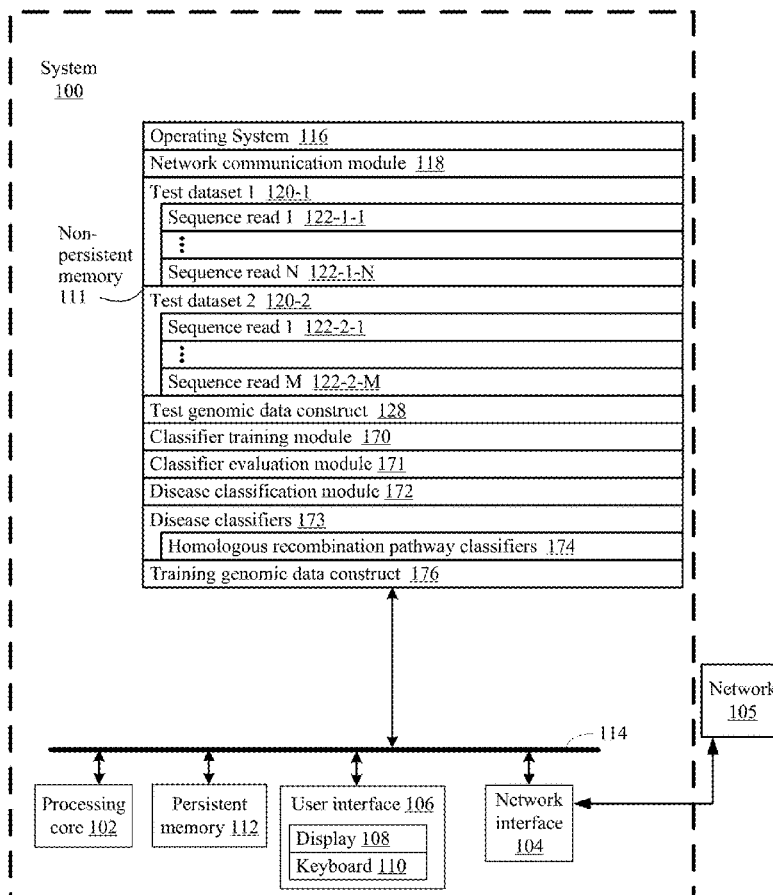 System
100
Operating System 116
Network communication module 118
Test dataset 1 120-1
Sequence read 1 122-1-1
Sequence read N 122-1-N
Non-
persistent
memory
111
Test dataset 2 120-2
Sequence read 1 122-2-1
Sequence read M 122-2-M
Test genomic data construct 128
Classifier training module 170
Classifier evaluation module 171
Disease classification module 172
Disease classifiers 173
Homologous recombination pathway classifiers 174
Training genomic data construct 176
Network
105
114
Processing
core 102
Persistent
memory 112
User interface 106
Display 108
Keyboard 110
Network
interface
104